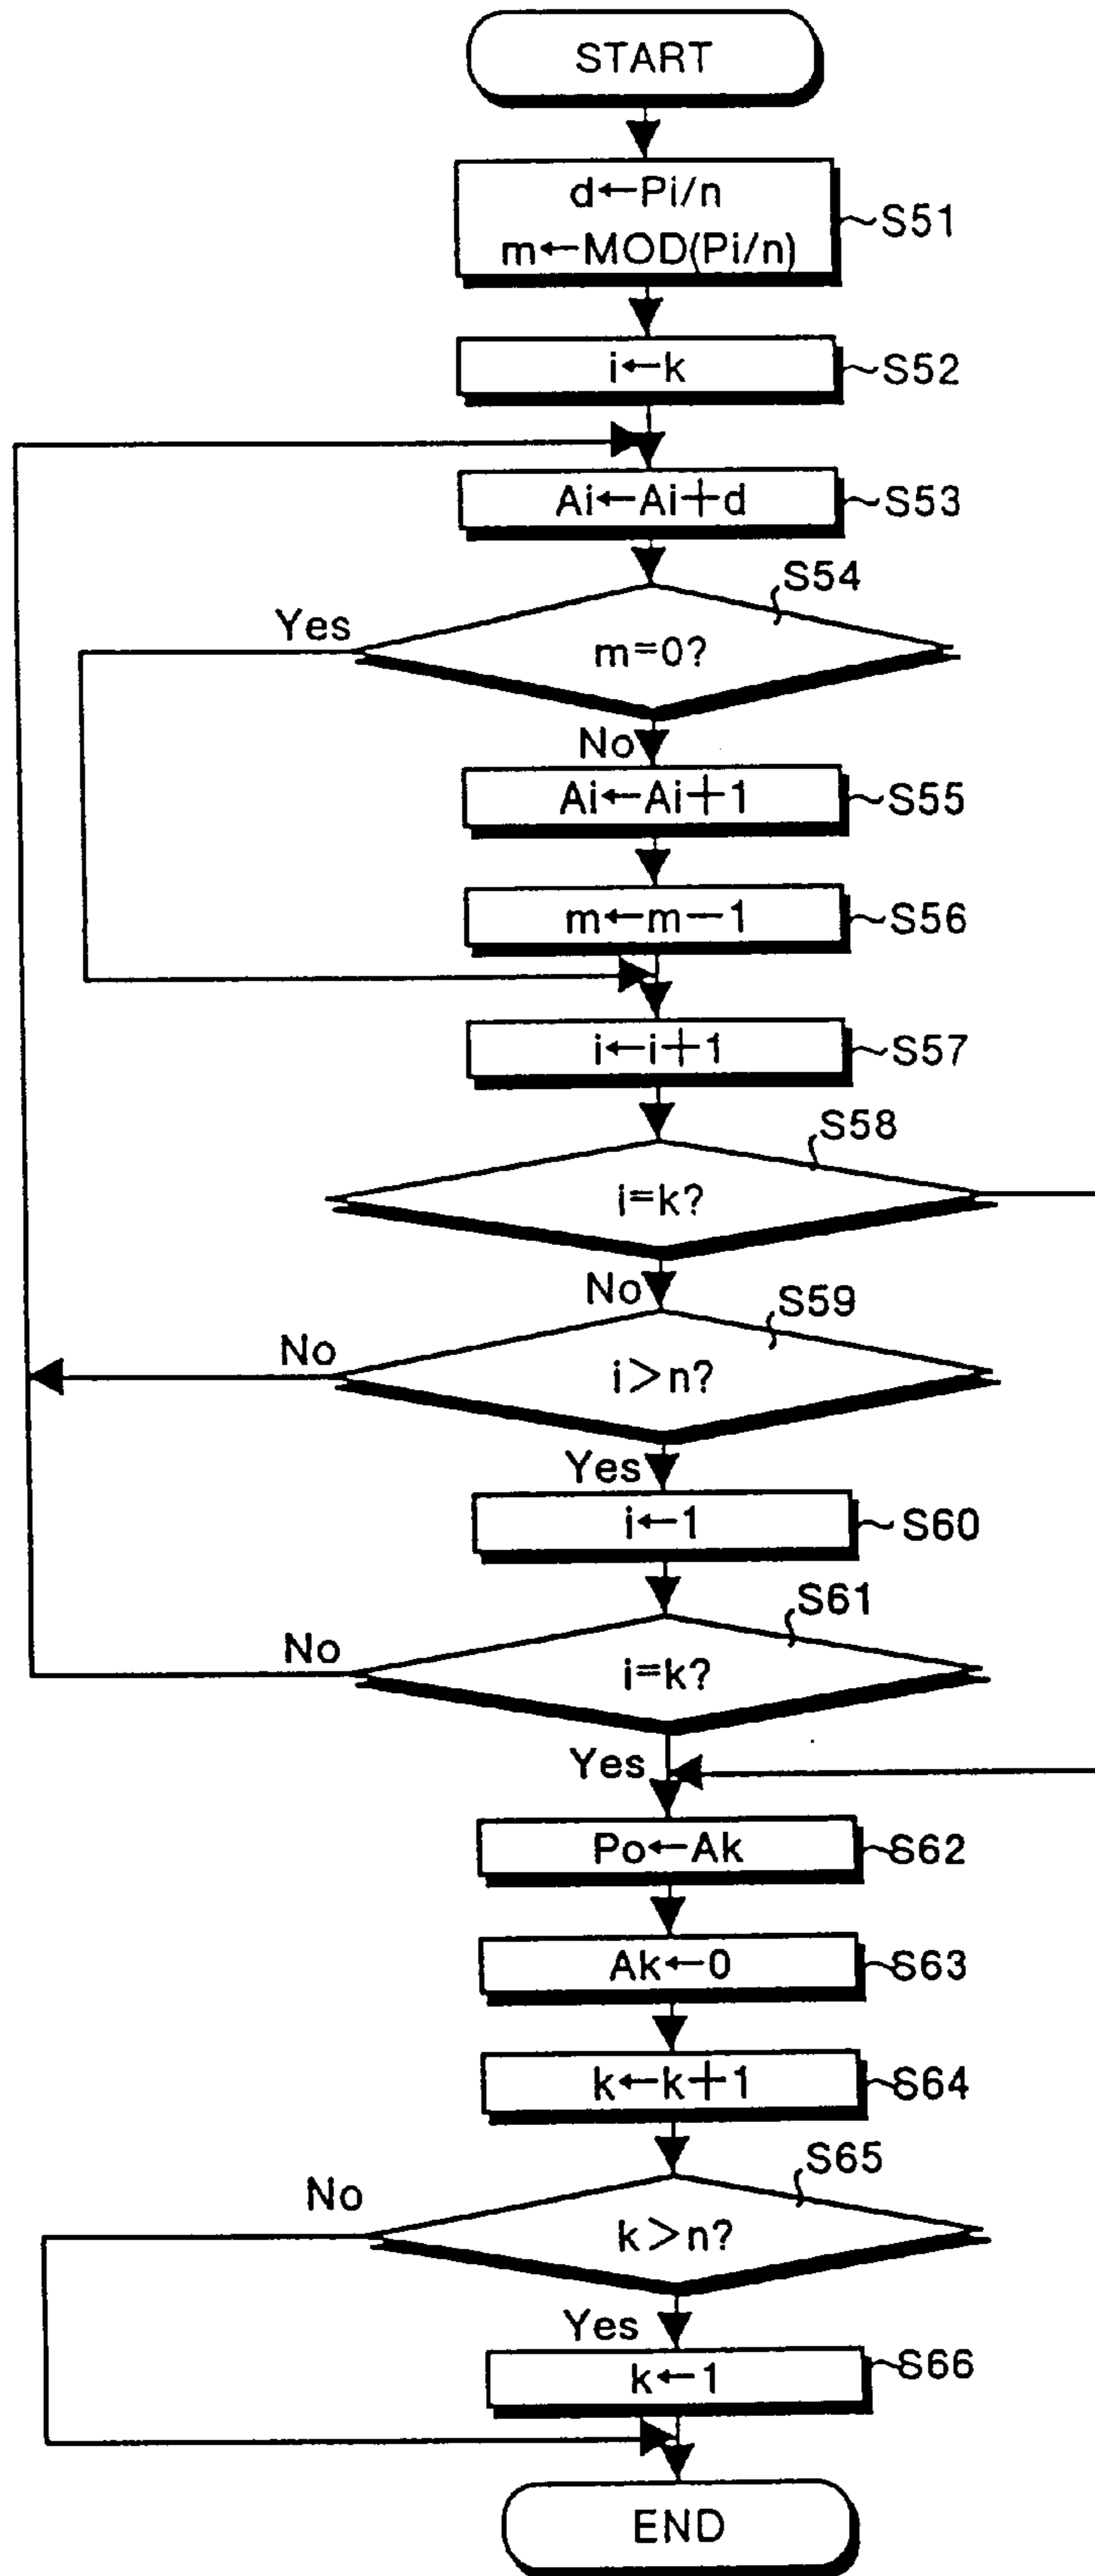 START
d←Pi/n
m←MOD(Pi/n)
S51
i←k
S52
Ai←Ai+d
S53
S54
Yes
m=0?
No
Ai←Ai+1
S55
m←m-1
S56
i←i+1
S57
S58
i=k?
No
S59
No
i>n?
Yes
i←1
S60
S61
No
i=k?
Yes
Po←Ak
S62
Ak←0
S63
k←k+1
S64
S65
No
k>n?
Yes
k←1
S66
END